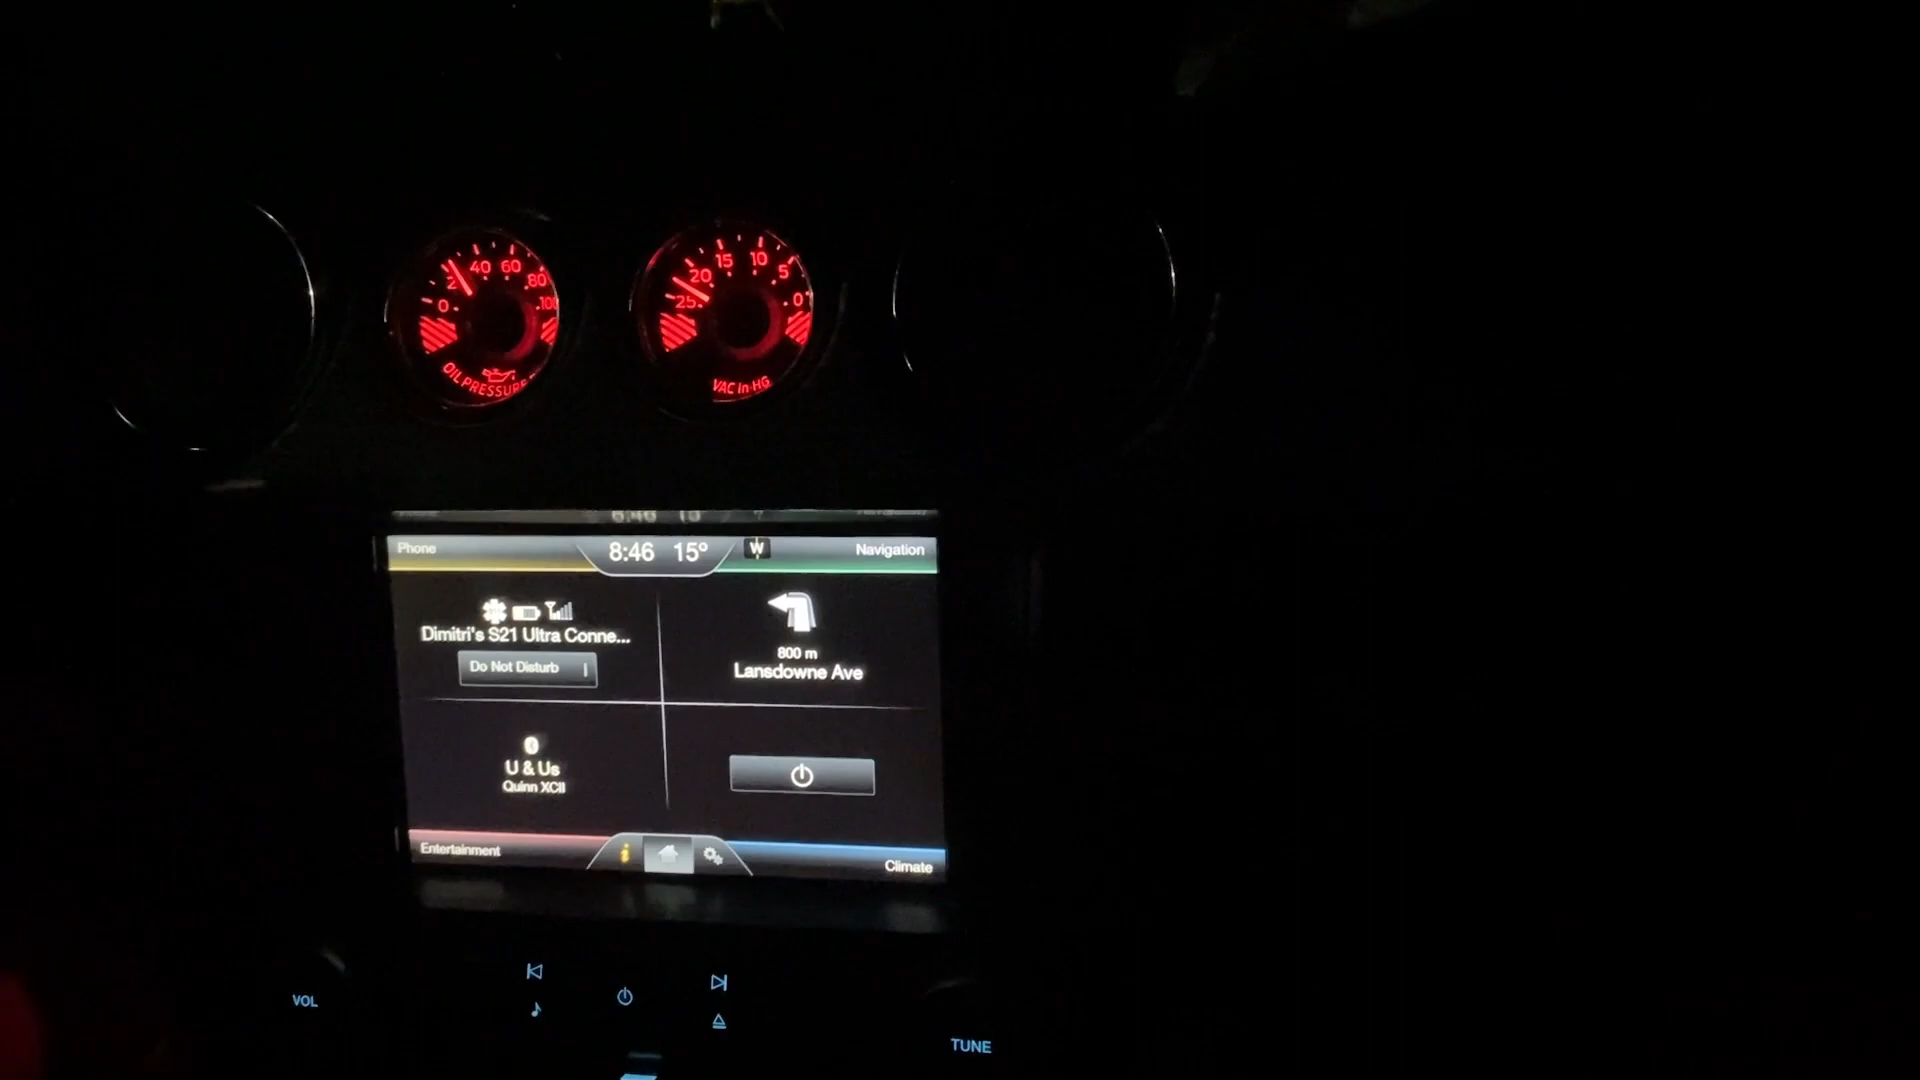 0 2 40 60 80 100
OIL PRESSURE
25 20 15 10 5 0
VAC in HG
Phone
8:46 15°
W
Navigation
Dimitri's S21 Ultra Conne...
Do Not Disturb
800 m
Lansdowne Ave
U & Us
Quinn XCII
Entertainment
i
Climate
VOL
TUNE